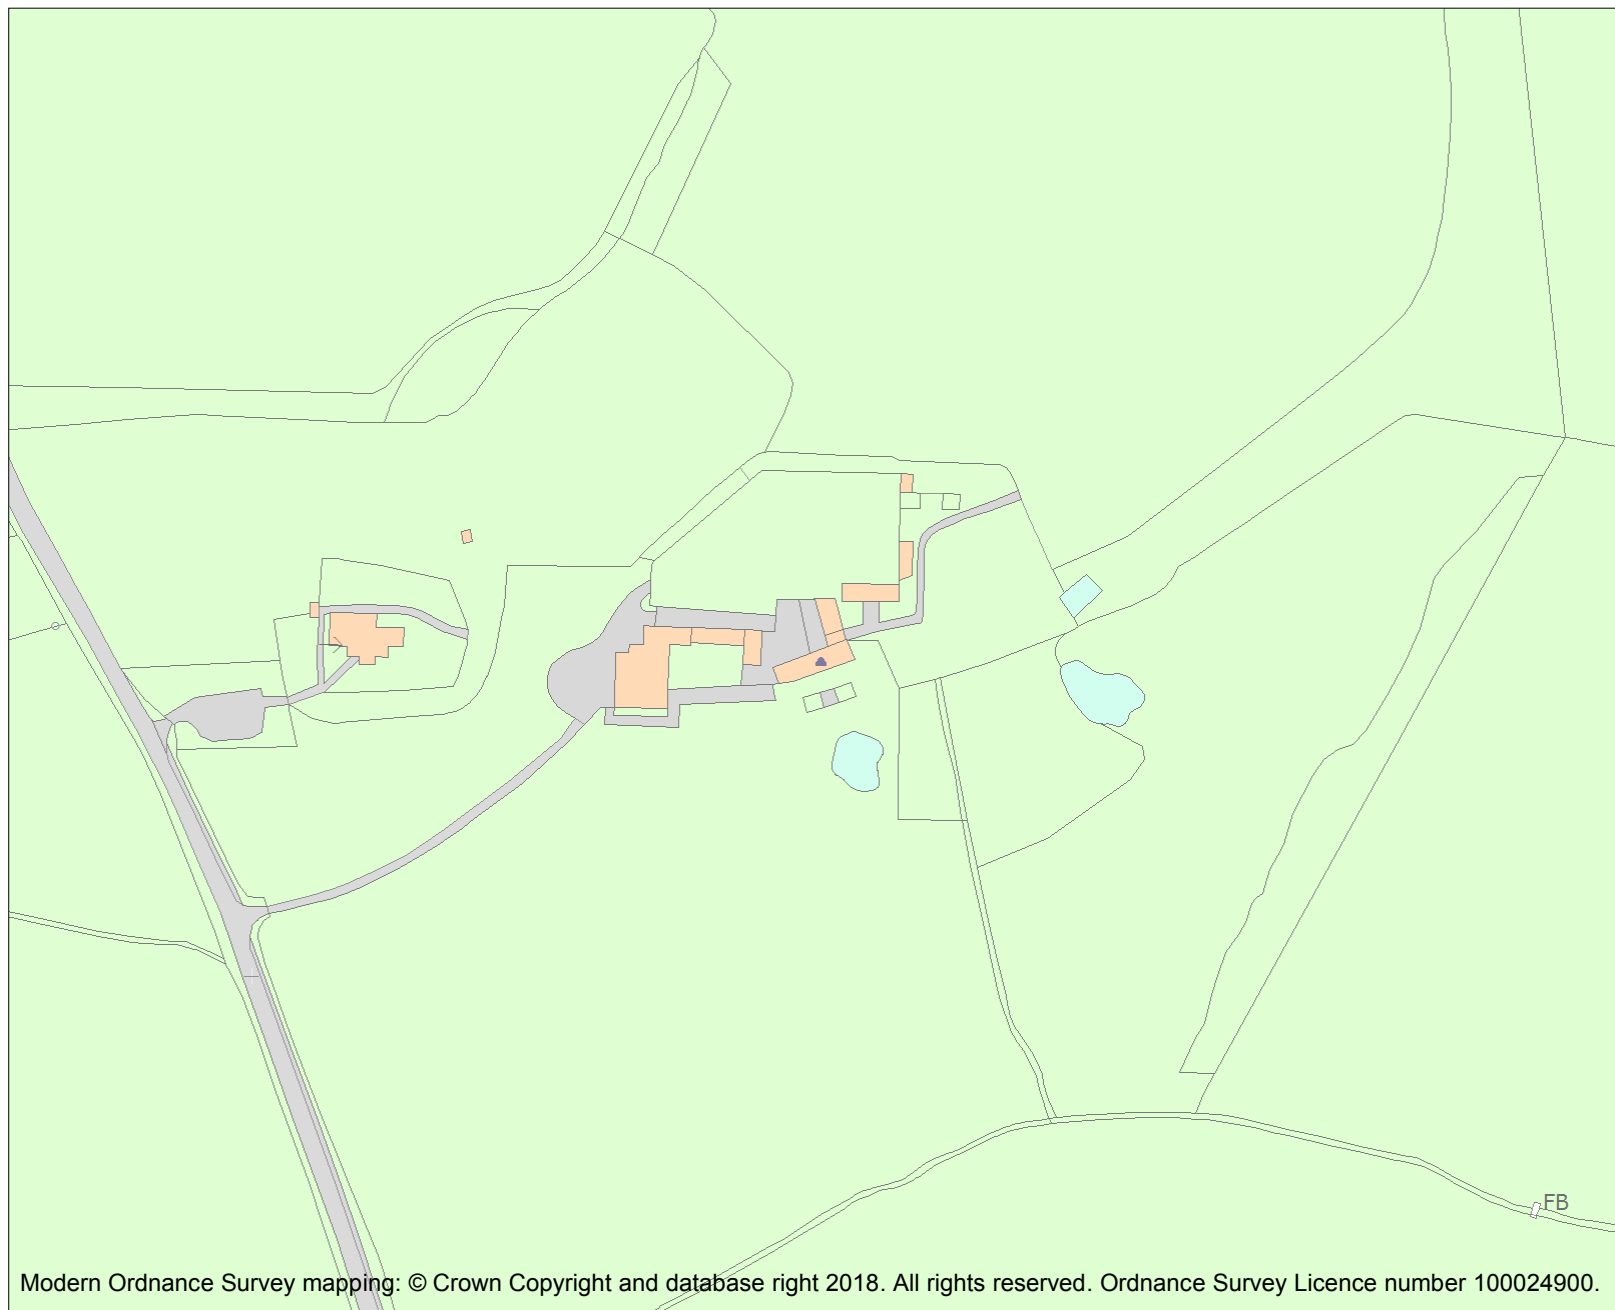 FB
Modern Ordnance Survey mapping: © Crown Copyright and database right 2018. All rights reserved. Ordnance Survey Licence number 100024900.